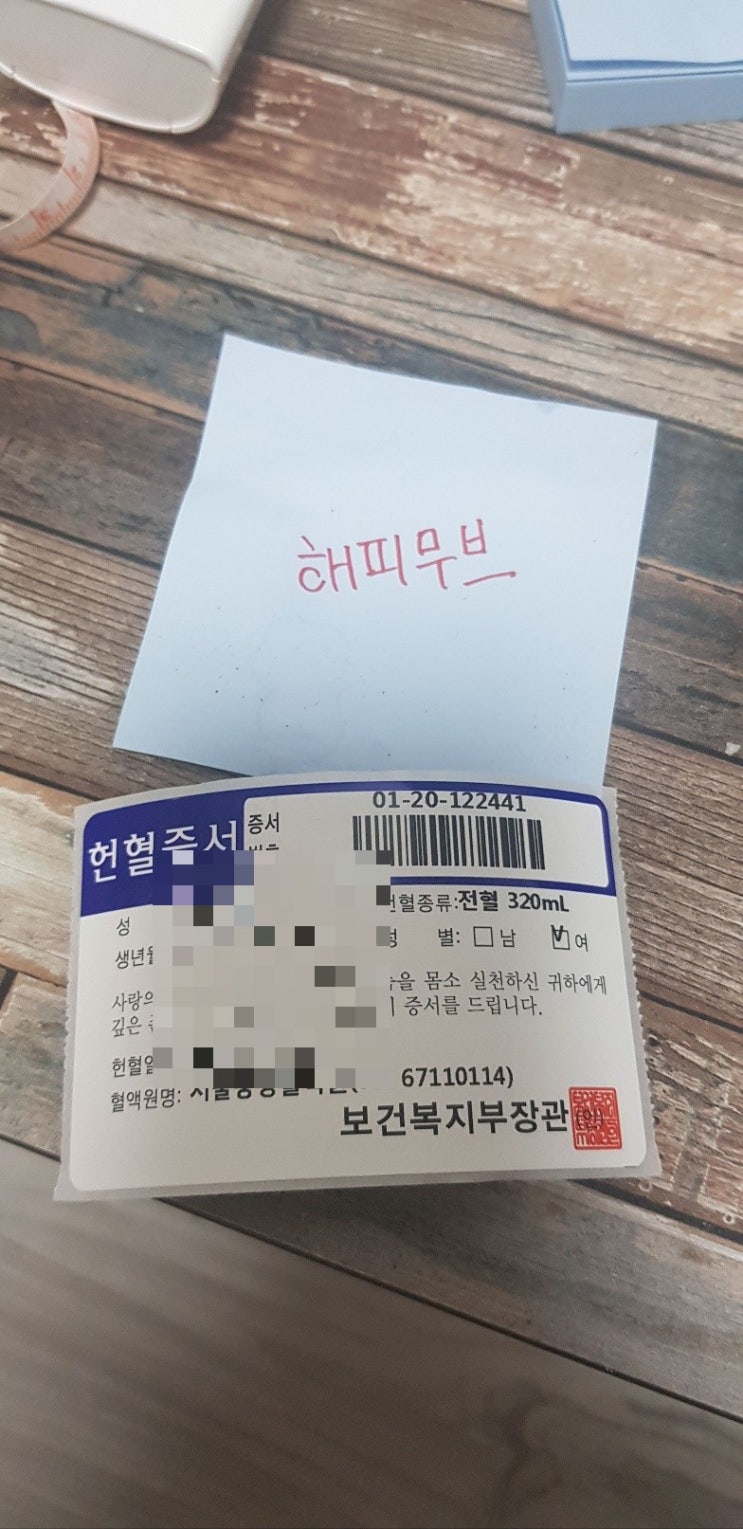 해피무브
01-20-122441
헌혈증서
증서
헌혈종류:전혈 320mL
성
별: 남 여
생년월
사랑의
을 몸소 실천하신 귀하에게
깊은
증서를 드립니다.
헌혈일
혈액원명:
67110114)
보건복지부장관
(인)